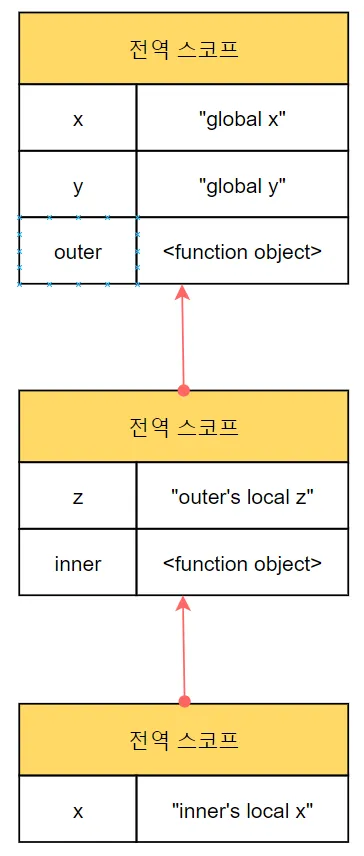 전역 스코프
x "global x"
y "global y"
outer <function object>
전역 스코프
z "outer's local z"
inner <function object>
전역 스코프
x "inner's local x"